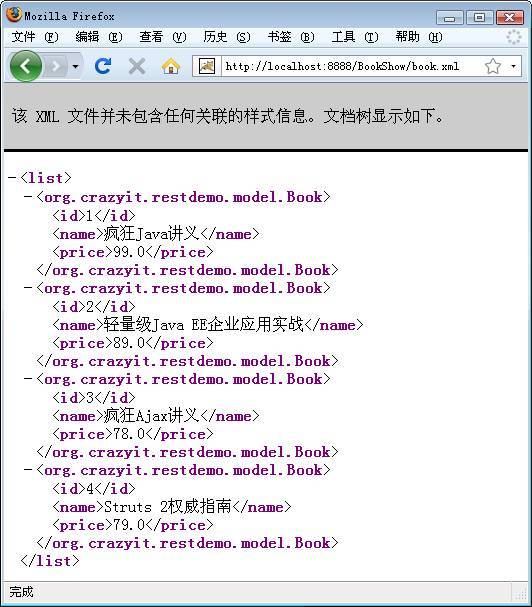 Mozilla Firefox
文件 (F) 编辑 (E) 查看 (V) 历史 (S) 书签 (B) 工具 (T) 帮助 (H)
http://localhost:8888/BookShow/book.xml
该 XML 文件并未包含任何关联的样式信息。文档树显示如下。
−<list>
−<org.crazyit.restdemo.model.Book>
<id>1</id>
<name>疯狂Java讲义</name>
<price>99.0</price>
</org.crazyit.restdemo.model.Book>
−<org.crazyit.restdemo.model.Book>
<id>2</id>
<name>轻量级Java EE企业应用实战</name>
<price>89.0</price>
</org.crazyit.restdemo.model.Book>
−<org.crazyit.restdemo.model.Book>
<id>3</id>
<name>疯狂Ajax讲义</name>
<price>78.0</price>
</org.crazyit.restdemo.model.Book>
−<org.crazyit.restdemo.model.Book>
<id>4</id>
<name>Struts 2权威指南</name>
<price>79.0</price>
</org.crazyit.restdemo.model.Book>
</list>
完成